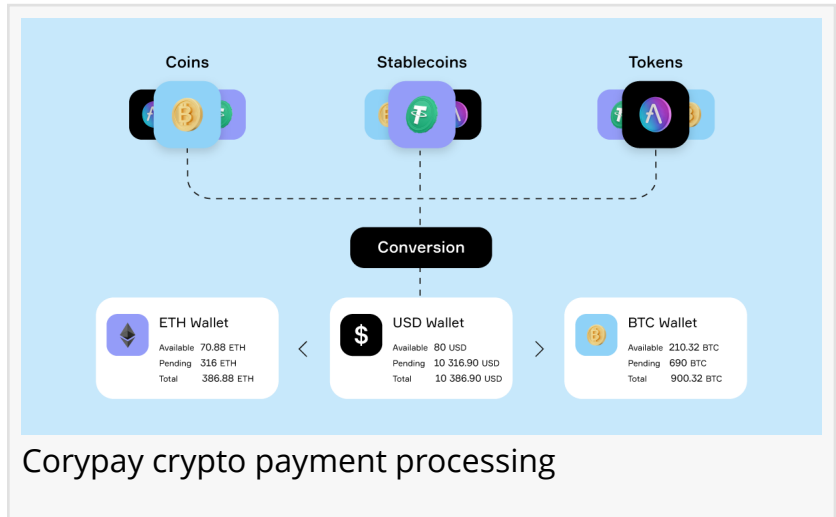 Coins
Stablecoins
Tokens
Conversion
ETH Wallet
Available 70.88 ETH
Pending 316 ETH
Total 386.88 ETH
$
USD Wallet
Available 80 USD
Pending 10 316.90 USD
Total 10 386.90 USD
BTC Wallet
Available 210.32 BTC
Pending 690 BTC
Total 900.32 BTC
Corypay crypto payment processing